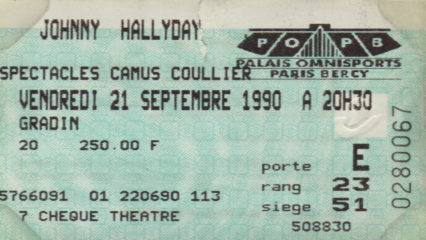 JOHNNY HALLYDAY
POPB
PALAIS OMNISPORTS
PARIS BERCY
SPECTACLES CAMUS COULLIER
VENDREDI 21 SEPTEMBRE 1990 A 20H30
GRADIN
20 250.00 F
porte E
rang 23
siege 51
5766091 01 220690 113
7 CHEQUE THEATRE
508830
0280067